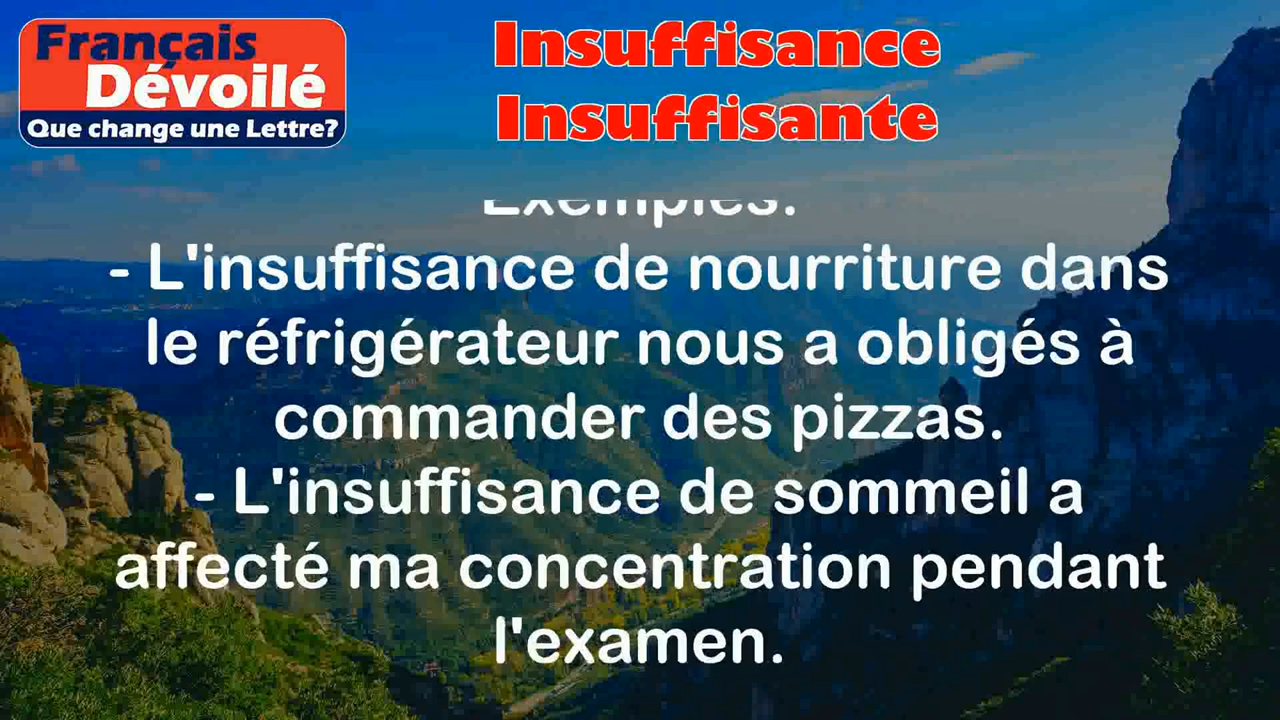 Français
Dévoilé
Que change une Lettre?
Insuffisance
Insuffisante
Exemples:
- L'insuffisance de nourriture dans
le réfrigérateur nous a obligés à
commander des pizzas.
- L'insuffisance de sommeil a
affecté ma concentration pendant
l'examen.